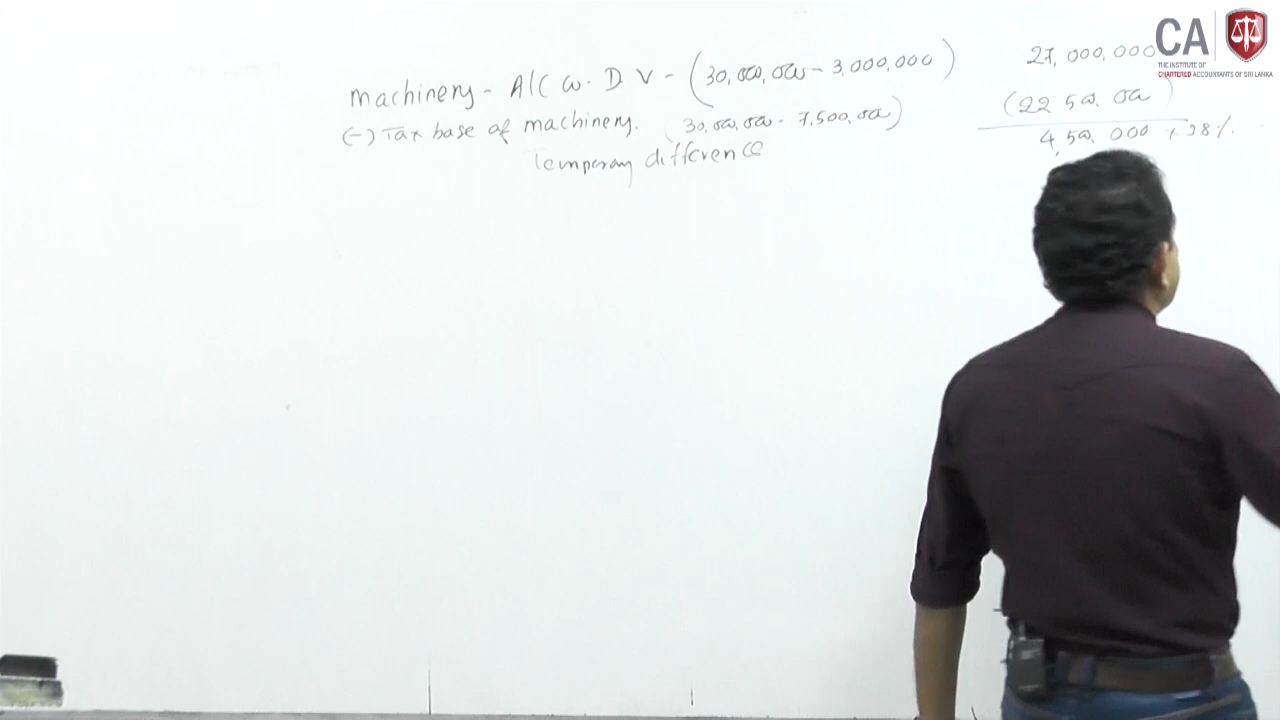 Machinery - A/C W.D.V - (30,000,000 - 3,000,000) 27,000,000
(-) Tax base of machinery. (30,000,000 - 7,500,000) (22 500,000)
Temporary difference 4,500,000 × 28%
CA
THE INSTITUTE OF
CHARTERED ACCOUNTANTS OF SRI LANKA